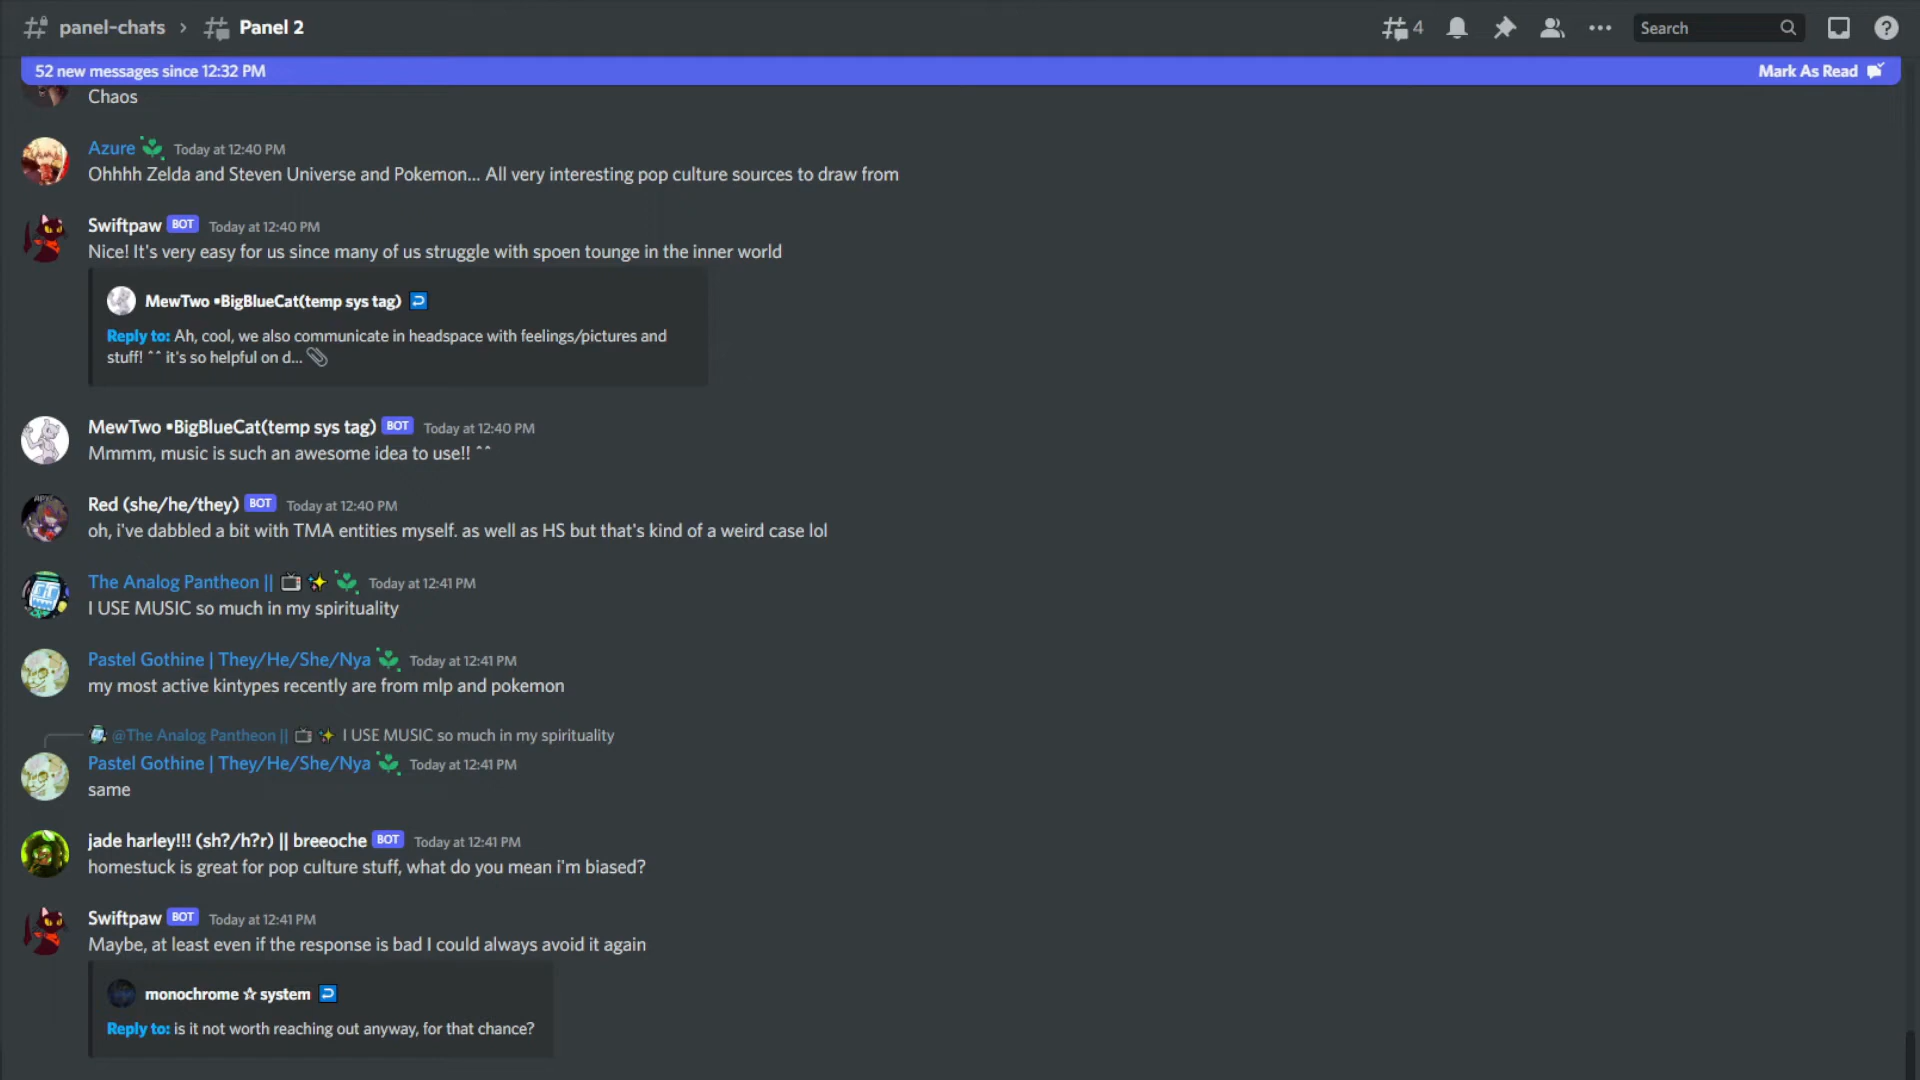 panel-chats › Panel 2 4 Search
52 new messages since 12:32 PM Mark As Read
Chaos
Azure Today at 12:40 PM
Ohhhh Zelda and Steven Universe and Pokemon... All very interesting pop culture sources to draw from
Swiftpaw BOT Today at 12:40 PM
Nice! It's very easy for us since many of us struggle with spoen tounge in the inner world
MewTwo •BigBlueCat(temp sys tag)
Reply to: Ah, cool, we also communicate in headspace with feelings/pictures and
stuff! ^^ it's so helpful on d...
MewTwo •BigBlueCat(temp sys tag) BOT Today at 12:40 PM
Mmmm, music is such an awesome idea to use!! ^^
Red (she/he/they) BOT Today at 12:40 PM
oh, i've dabbled a bit with TMA entities myself. as well as HS but that's kind of a weird case lol
The Analog Pantheon || 📺 ✨ Today at 12:41 PM
I USE MUSIC so much in my spirituality
Pastel Gothine | They/He/She/Nya Today at 12:41 PM
my most active kintypes recently are from mlp and pokemon
@The Analog Pantheon || 📺 ✨ I USE MUSIC so much in my spirituality
Pastel Gothine | They/He/She/Nya Today at 12:41 PM
same
jade harley!!! (sh?/h?r) || breeoche BOT Today at 12:41 PM
homestuck is great for pop culture stuff, what do you mean i'm biased?
Swiftpaw BOT Today at 12:41 PM
Maybe, at least even if the response is bad I could always avoid it again
monochrome ☆ system
Reply to: is it not worth reaching out anyway, for that chance?